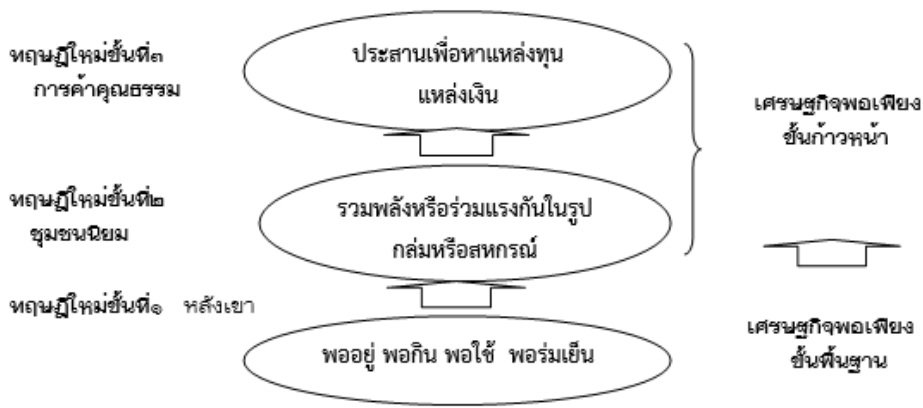 ทฤษฎีใหม่ขั้นที่๓
การค้าคุณธรรม
ประสานเพื่อหาแหล่งทุน
แหล่งเงิน
เศรษฐกิจพอเพียง
ขั้นก้าวหน้า
ทฤษฎีใหม่ขั้นที่๒
ชุมชนนิยม
รวมพลังหรือร่วมแรงกันในรูป
กล่มหรือสหกรณ์
ทฤษฎีใหม่ขั้นที่๑ หลังเขา
พออยู่ พอกิน พอใช้ พอร่มเย็น
เศรษฐกิจพอเพียง
ขั้นพื้นฐาน